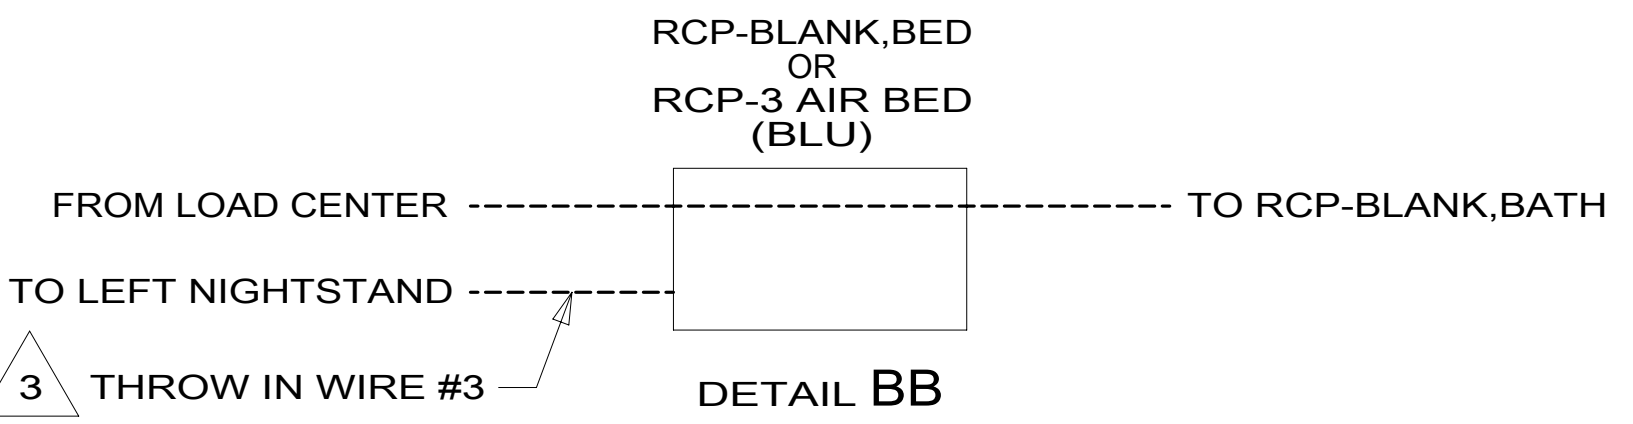 RCP-BLANK,BED
OR
RCP-3 AIR BED
(BLU)
FROM LOAD CENTER
TO RCP-BLANK,BATH
TO LEFT NIGHTSTAND
3
THROW IN WIRE #3
DETAIL BB